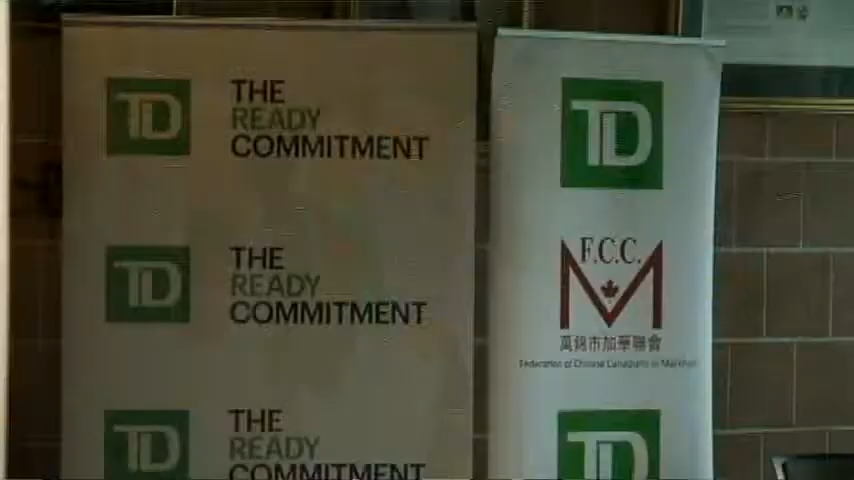 TD
THE
READY
COMMITMENT
TD
THE
READY
COMMITMENT
TD
THE
READY
COMMITMENT
TD
F.C.C.
M
萬錦市加華聯會
Federation of Chinese Canadians in Markham
TD